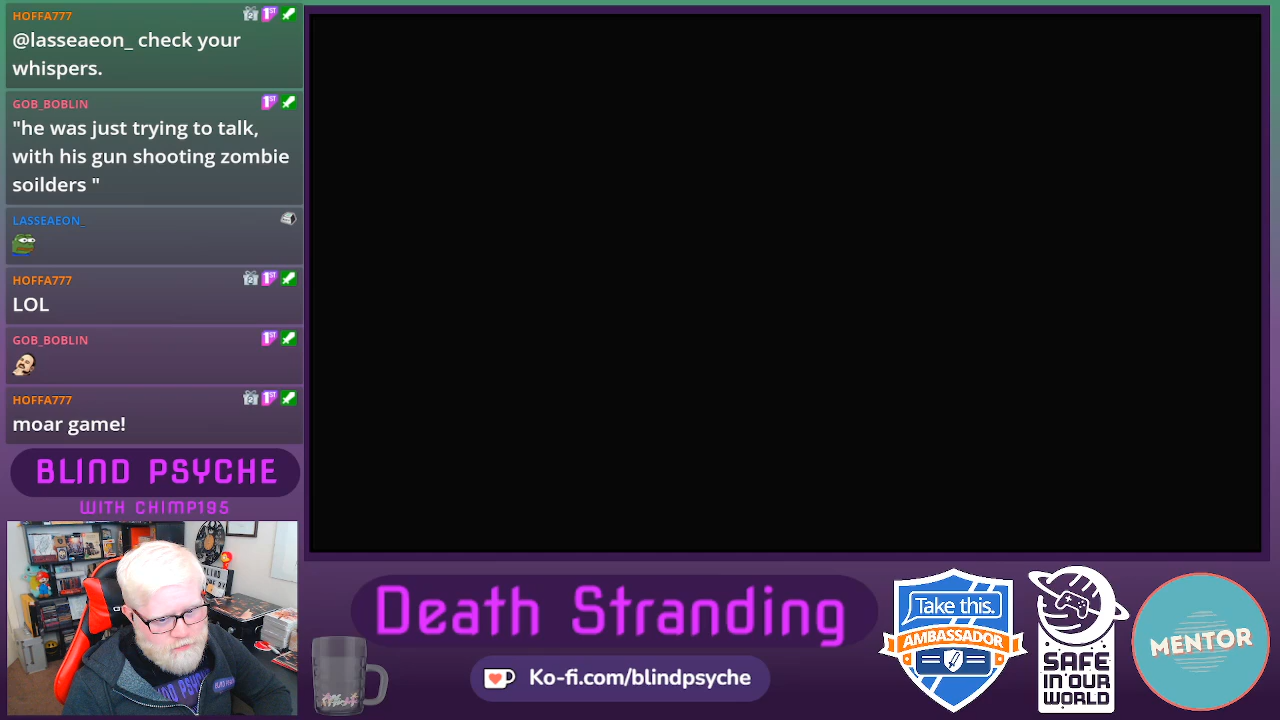 HOFFA777
@lasseaeon_ check your
whispers.
GOB_BOBLIN
"he was just trying to talk,
with his gun shooting zombie
soilders "
LASSEAEON_
HOFFA777
LOL
GOB_BOBLIN
HOFFA777
moar game!
BLIND PSYCHE
WITH CHIMP195
Death Stranding
Ko-fi.com/blindpsyche
Take this.
AMBASSADOR
SAFE
IN OUR
WORLD
MENTOR